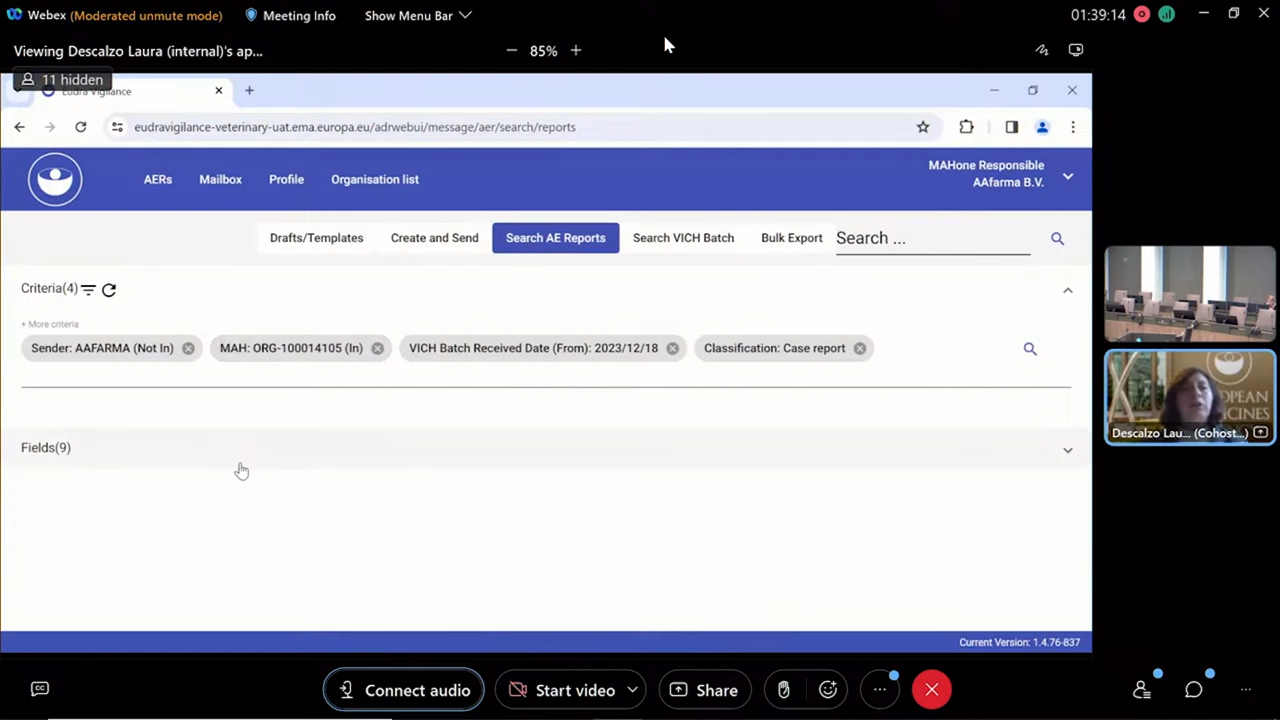 Webex (Moderated unmute mode) Meeting Info Show Menu Bar 01:39:14
Viewing Descalzo Laura (internal)'s ap... 85%
11 hidden
Eudra Vigilance
eudravigilance-veterinary-uat.ema.europa.eu/adrwebui/message/aer/search/reports
AERs Mailbox Profile Organisation list
MAHone Responsible
AAfarma B.V.
Drafts/Templates Create and Send Search AE Reports Search VICH Batch Bulk Export Search ...
Criteria(4)
+ More criteria
Sender: AAFARMA (Not In) MAH: ORG-100014105 (In) VICH Batch Received Date (From): 2023/12/18 Classification: Case report
Fields(9)
Current Version: 1.4.76-837
Descalzo Lau... (Cohost...)
CC Connect audio Start video Share